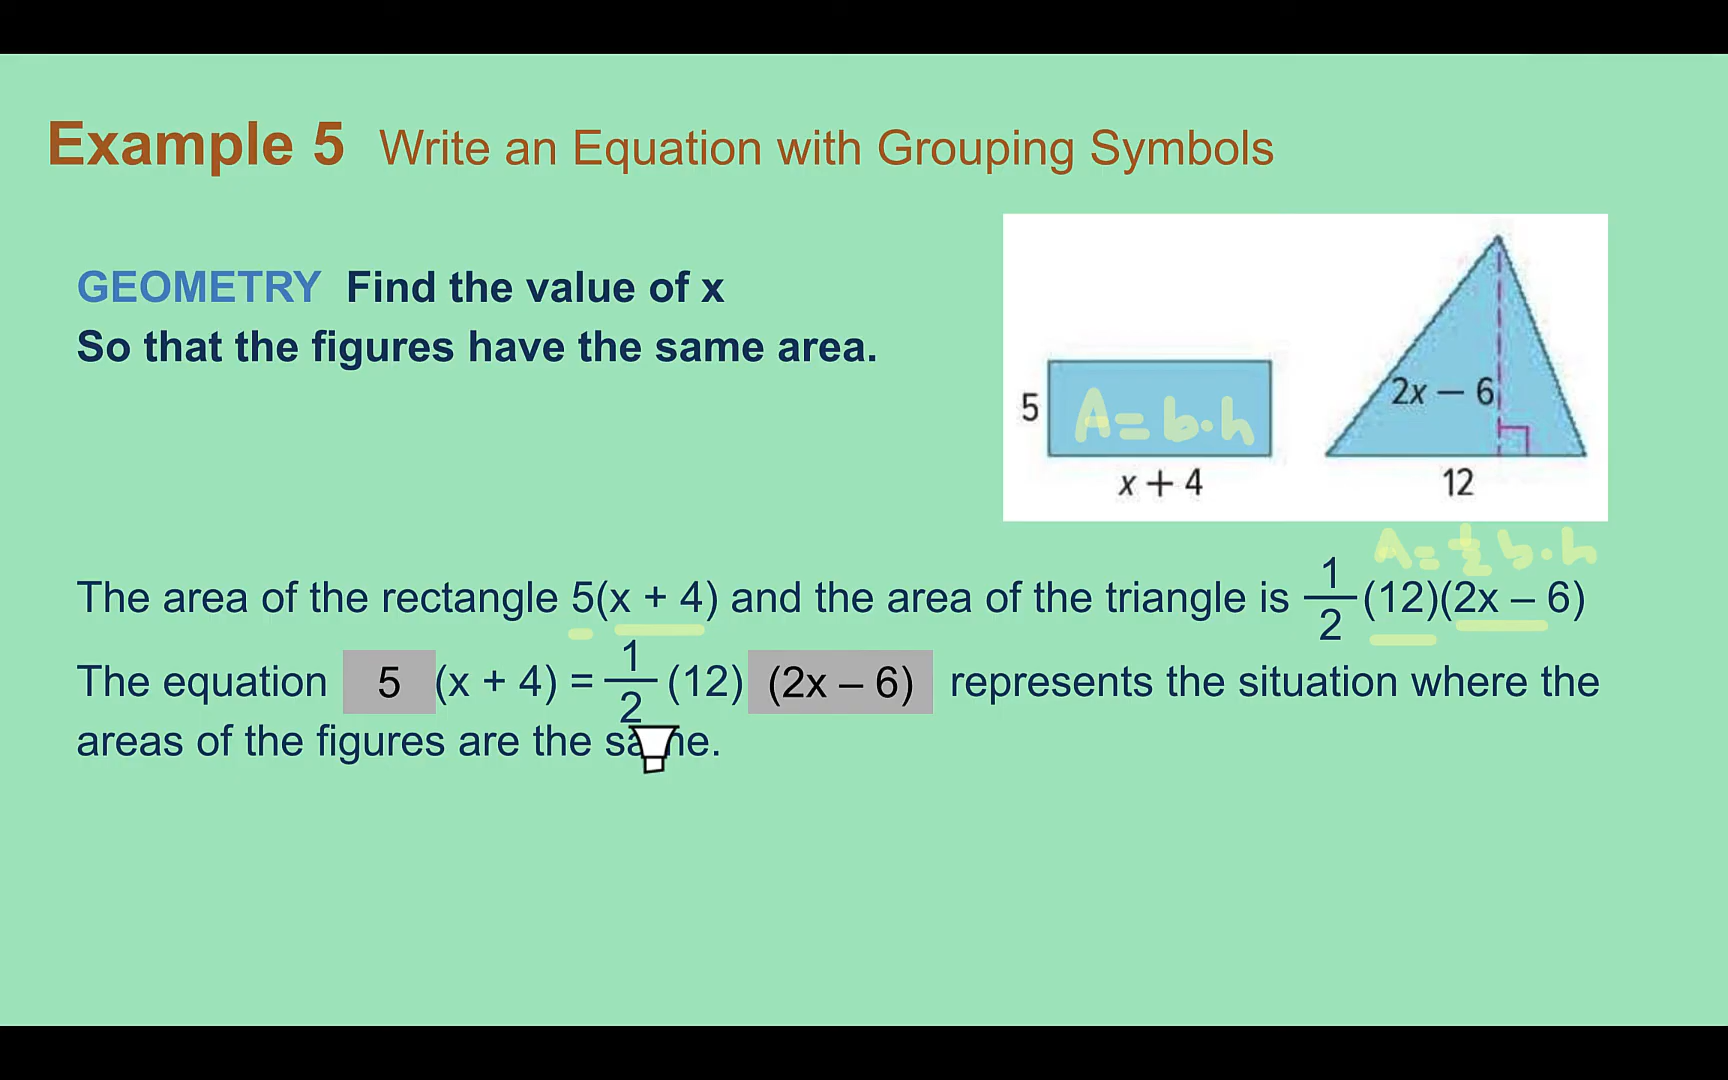 Example 5 Write an Equation with Grouping Symbols
GEOMETRY Find the value of x
So that the figures have the same area.
2x − 6
5
A = b·h
x + 4
12
A = ½ b·h
The area of the rectangle 5(x + 4) and the area of the triangle is 1/2 (12)(2x – 6)
The equation 5 (x + 4) = 1/2 (12) (2x – 6) represents the situation where the
areas of the figures are the same.